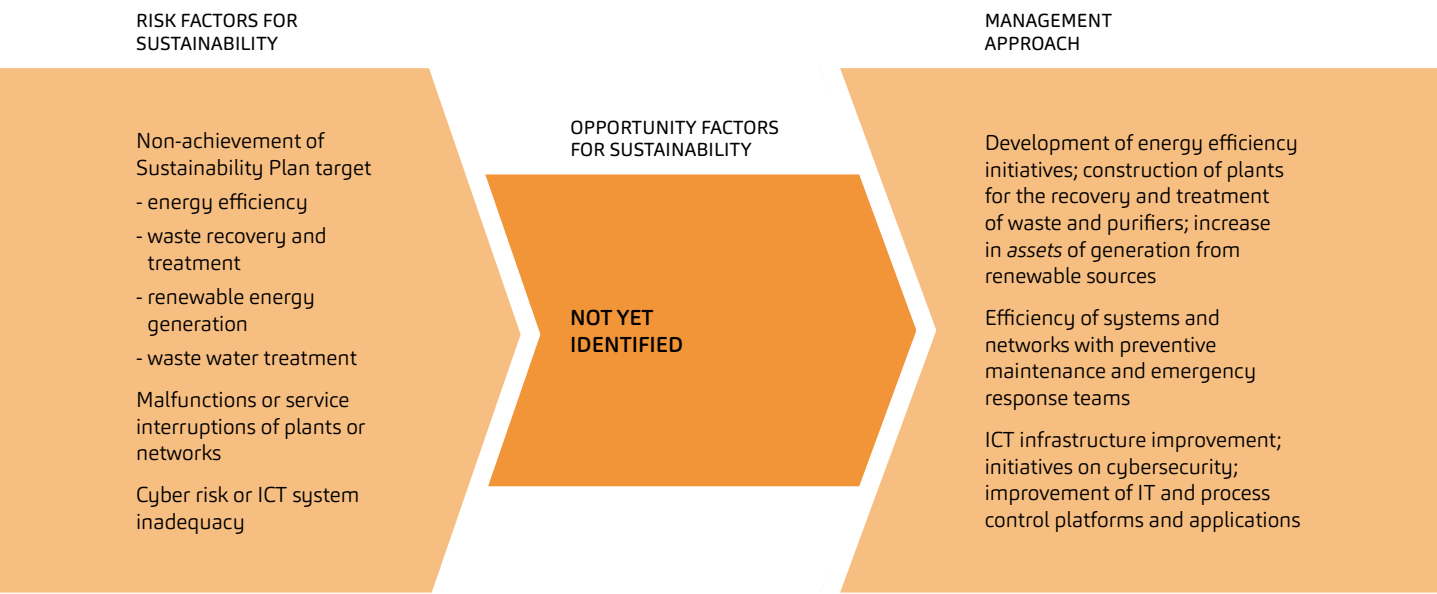 RISK FACTORS FOR
SUSTAINABILITY
Non-achievement of
Sustainability Plan target
- energy efficiency
- waste recovery and
treatment
- renewable energy
generation
- waste water treatment
Malfunctions or service
interruptions of plants or
networks
Cyber risk or ICT system
inadequacy
OPPORTUNITY FACTORS
FOR SUSTAINABILITY
NOT YET
IDENTIFIED
MANAGEMENT
APPROACH
Development of energy efficiency
initiatives; construction of plants
for the recovery and treatment
of waste and purifiers; increase
in assets of generation from
renewable sources
Efficiency of systems and
networks with preventive
maintenance and emergency
response teams
ICT infrastructure improvement;
initiatives on cybersecurity;
improvement of IT and process
control platforms and applications